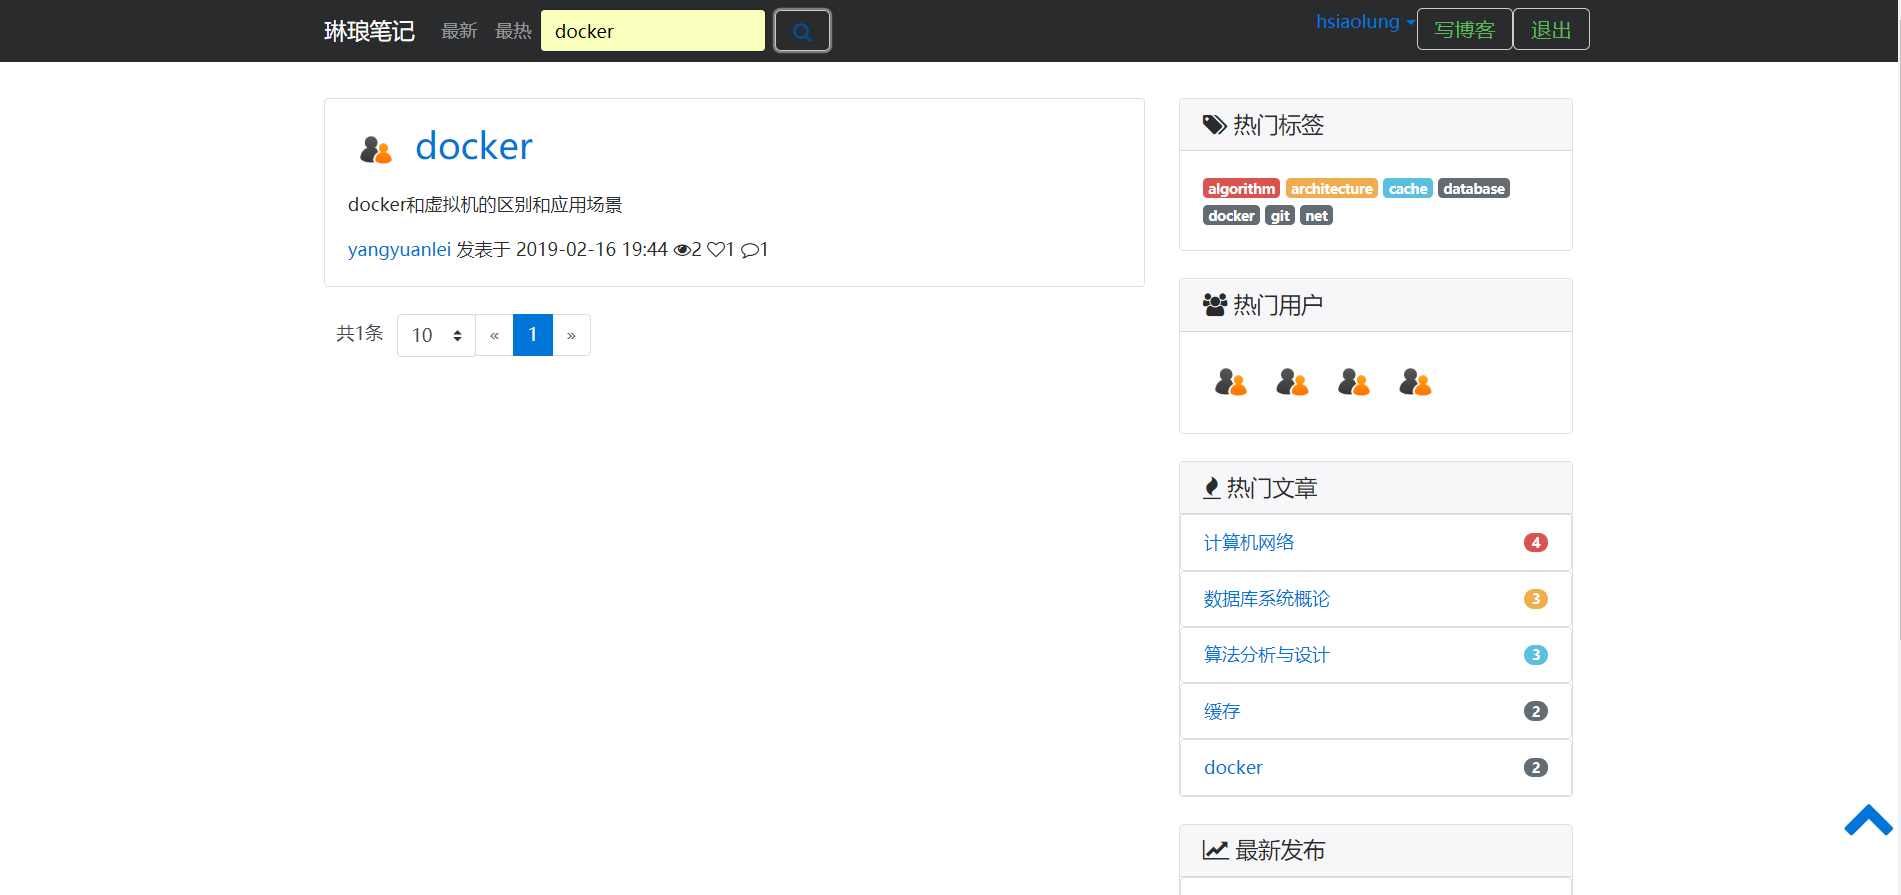 琳琅笔记 最新 最热 docker hsiaolung 写博客 退出
docker
docker和虚拟机的区别和应用场景
yangyuanlei 发表于 2019-02-16 19:44 2 1 1
共1条 10 « 1 »
热门标签
algorithm architecture cache database
docker git net
热门用户
热门文章
计算机网络 4
数据库系统概论 3
算法分析与设计 3
缓存 2
docker 2
最新发布